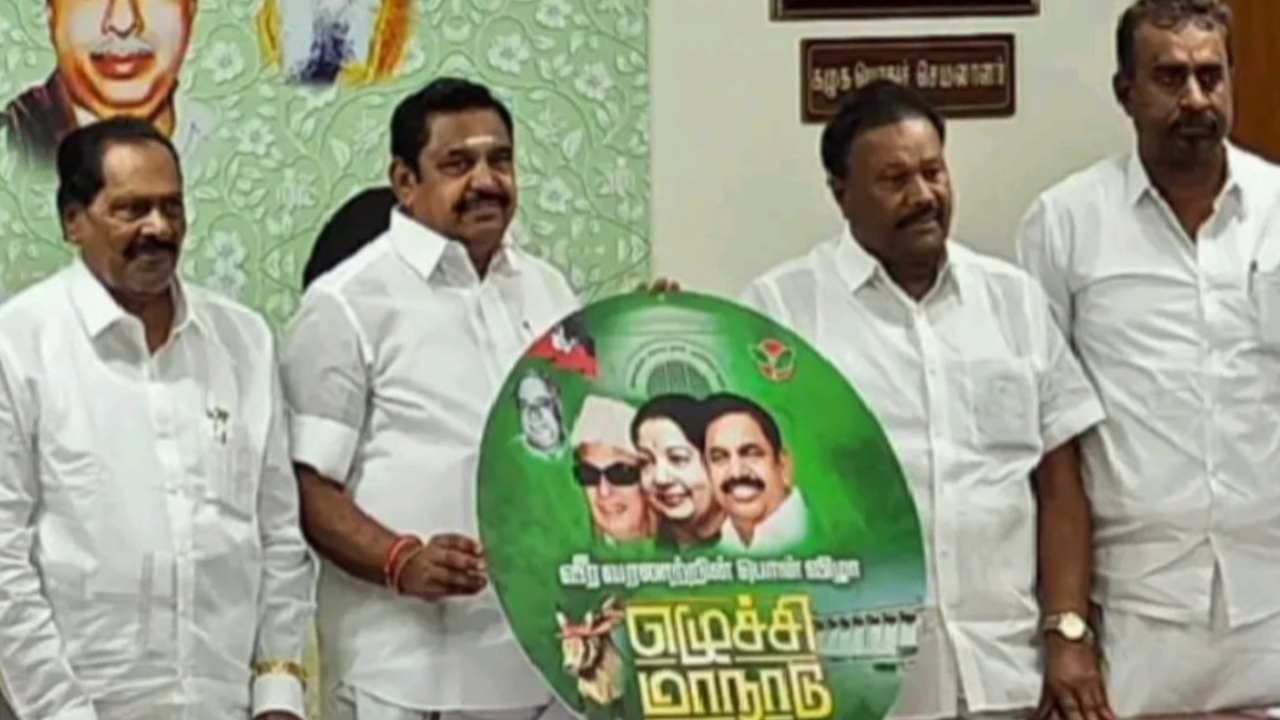 கழக பொதுச் செயலாளர்
வீர வரலாற்றின் பொன் விழா
எழுச்சி
மாநாடு